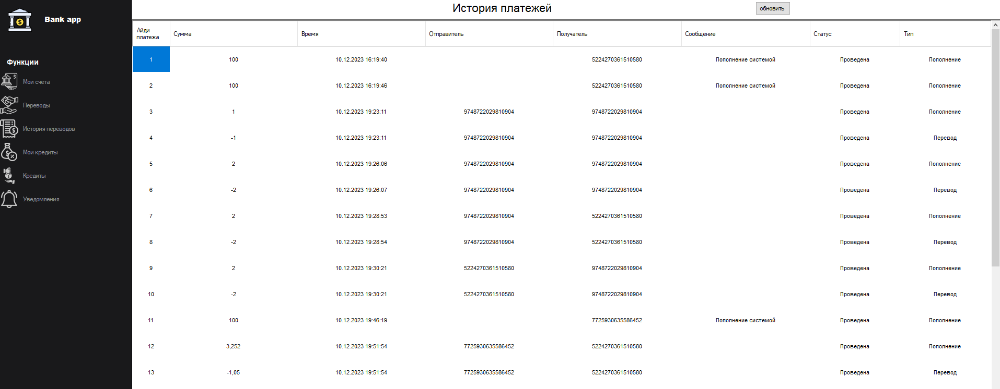 Bank app
Функции
Мои счета
Переводы
История переводов
Мои кредиты
Кредиты
Уведомления
История платежей
обновить
Айди платежа Сумма Время Отправитель Получатель Сообщение Статус Тип
1 100 10.12.2023 16:19:40 5224270361510580 Пополнение системой Проведена Пополнение
2 100 10.12.2023 16:19:46 5224270361510580 Пополнение системой Проведена Пополнение
3 1 10.12.2023 19:23:11 9748722029810904 9748722029810904 Проведена Пополнение
4 -1 10.12.2023 19:23:11 9748722029810904 9748722029810904 Проведена Перевод
5 2 10.12.2023 19:26:06 9748722029810904 9748722029810904 Проведена Пополнение
6 -2 10.12.2023 19:26:07 9748722029810904 9748722029810904 Проведена Перевод
7 2 10.12.2023 19:28:53 9748722029810904 5224270361510580 Проведена Пополнение
8 -2 10.12.2023 19:28:54 9748722029810904 5224270361510580 Проведена Перевод
9 2 10.12.2023 19:30:21 5224270361510580 9748722029810904 Проведена Пополнение
10 -2 10.12.2023 19:30:21 5224270361510580 9748722029810904 Проведена Перевод
11 100 10.12.2023 19:46:19 7725930635586452 Пополнение системой Проведена Пополнение
12 3,252 10.12.2023 19:51:54 7725930635586452 5224270361510580 Проведена Пополнение
13 -1,05 10.12.2023 19:51:54 7725930635586452 5224270361510580 Проведена Перевод